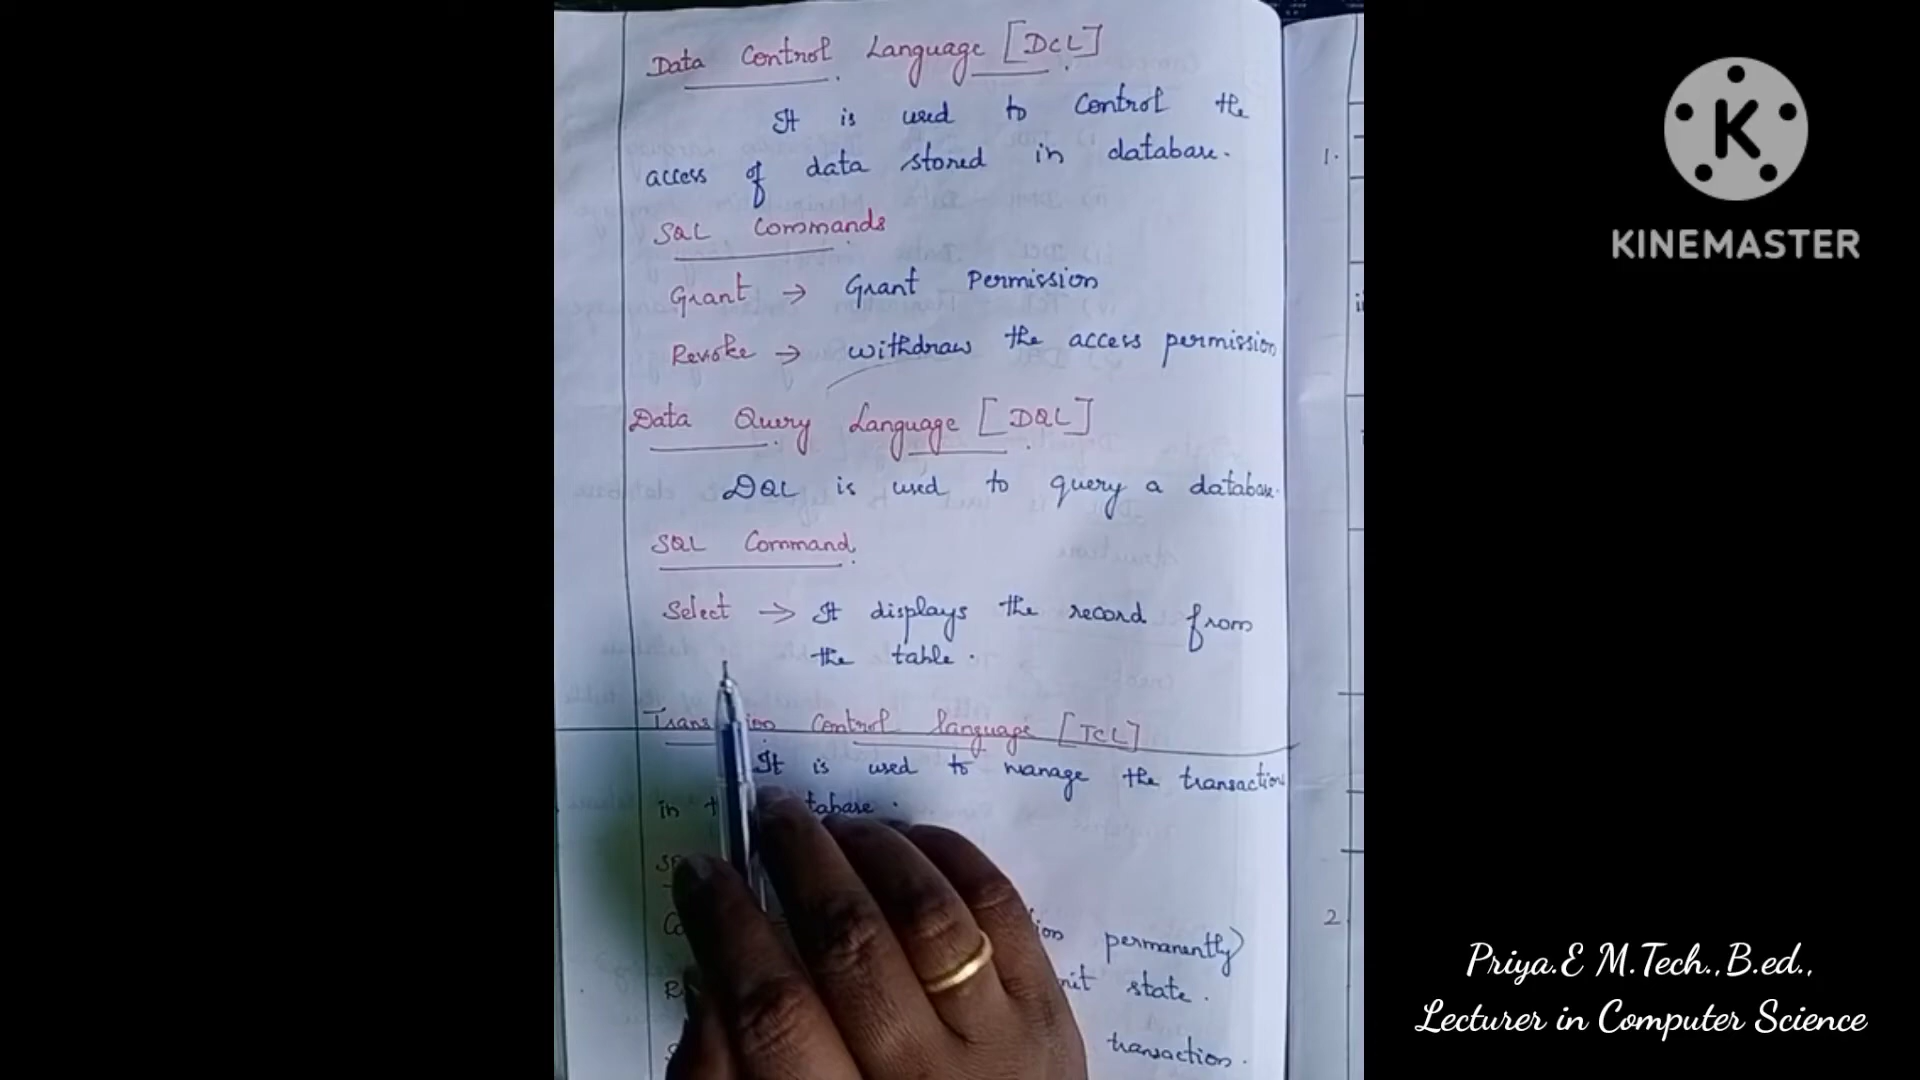 Data Control Language [DCL]
It is used to control the
access of data stored in database.
SQL Commands
Grant → Grant Permission
Revoke → withdraw the access permission
Data Query Language [DQL]
DQL is used to query a database.
SQL Command
Select → It displays the record from
the table.
Control language [TCL]
It is used to manage the transaction
in
permanently
state.
transaction.
1.
2
K
KINEMASTER
Priya.E M.Tech.,B.ed.,
Lecturer in Computer Science